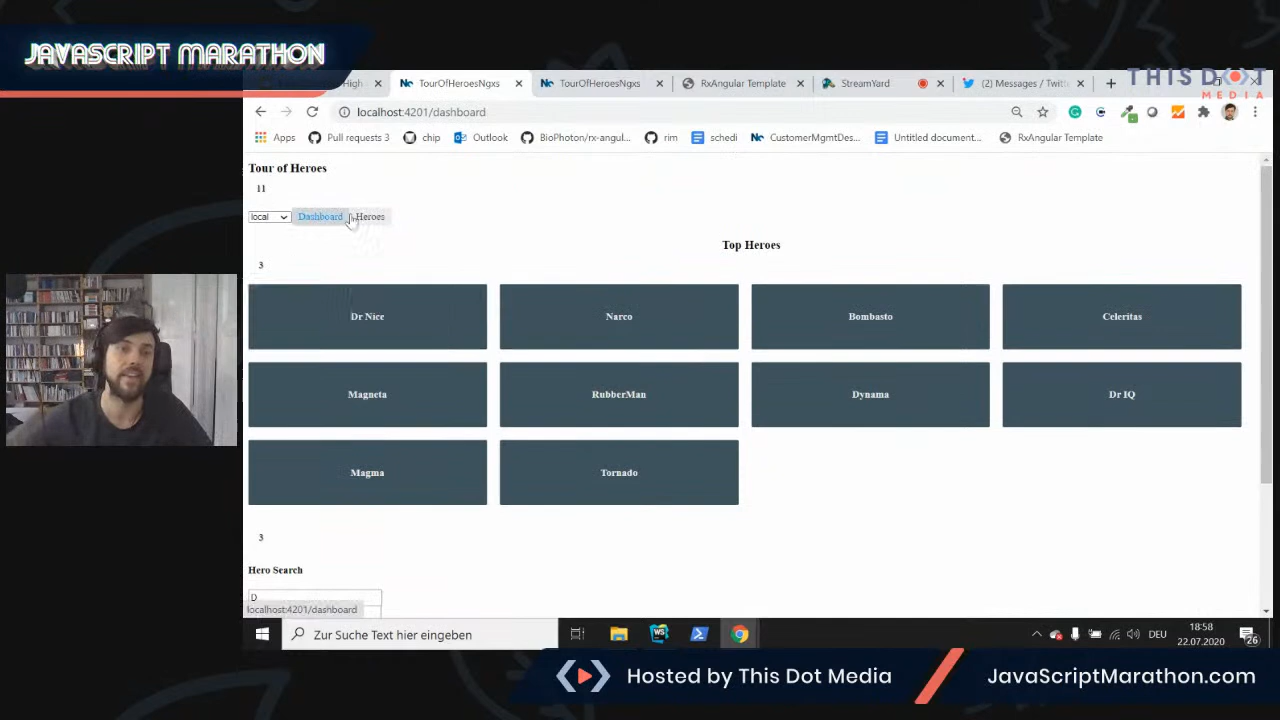 JAVASCRIPT MARATHON
THIS DOT
MEDIA
High
TourOfHeroesNgxs
TourOfHeroesNgxs
RxAngular Template
StreamYard
(2) Messages / Twitt
localhost:4201/dashboard
Apps
Pull requests 3
chip
Outlook
BioPhoton/rx-angul...
rim
schedi
CustomerMgmtDes...
Untitled document...
RxAngular Template
Tour of Heroes
11
local
Dashboard
Heroes
Top Heroes
3
Dr Nice
Narco
Bombasto
Celeritas
Magneta
RubberMan
Dynama
Dr IQ
Magma
Tornado
3
Hero Search
D
localhost:4201/dashboard
Zur Suche Text hier eingeben
WS
DEU
18:58
22.07.2020
26
Hosted by This Dot Media
JavaScriptMarathon.com